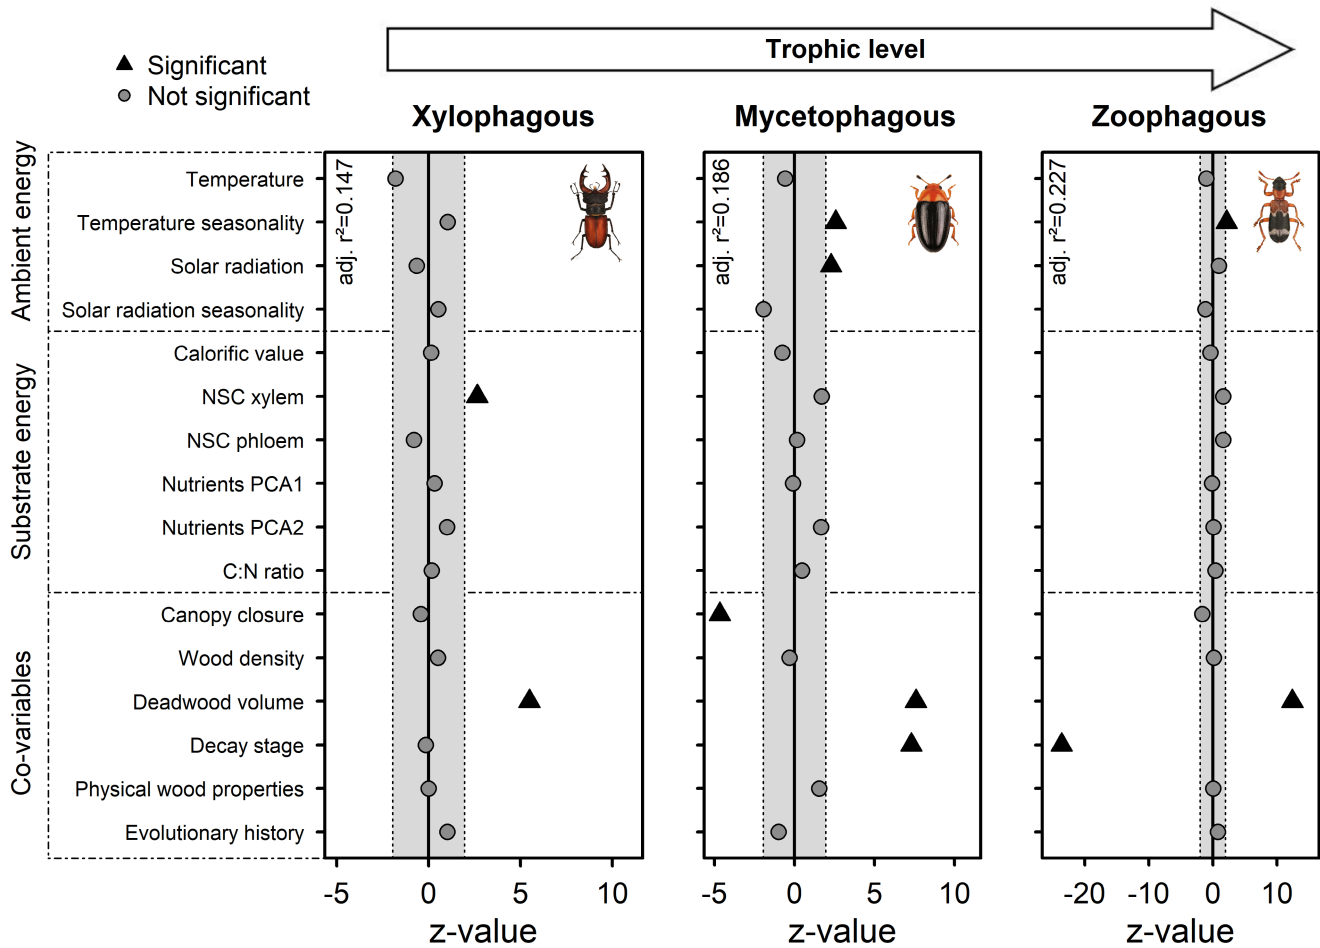 Trophic level
Significant
Not significant
Xylophagous
Mycetophagous
Zoophagous
Ambient energy
Temperature
Temperature seasonality
Solar radiation
Solar radiation seasonality
Substrate energy
Calorific value
NSC xylem
NSC phloem
Nutrients PCA1
Nutrients PCA2
C:N ratio
Co-variables
Canopy closure
Wood density
Deadwood volume
Decay stage
Physical wood properties
Evolutionary history
adj. r²=0.147
adj. r²=0.186
adj. r²=0.227
-5 0 5 10
-5 0 5 10
-20 -10 0 10
z-value
z-value
z-value